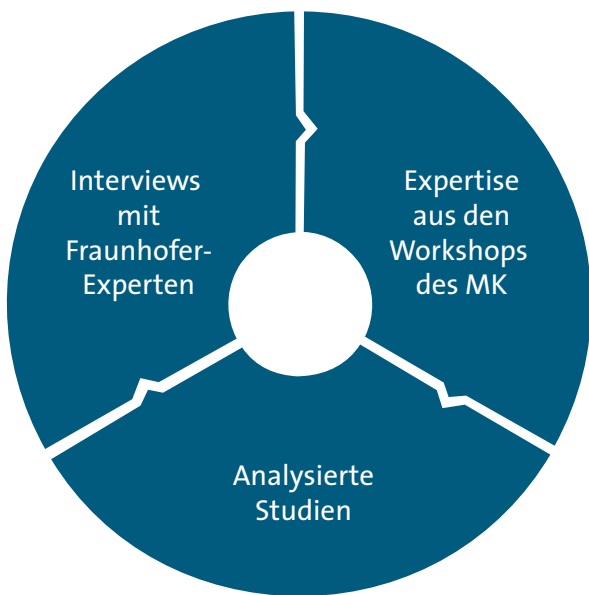 Interviews
mit
Fraunhofer-
Experten
Expertise
aus den
Workshops
des MK
Analysierte
Studien